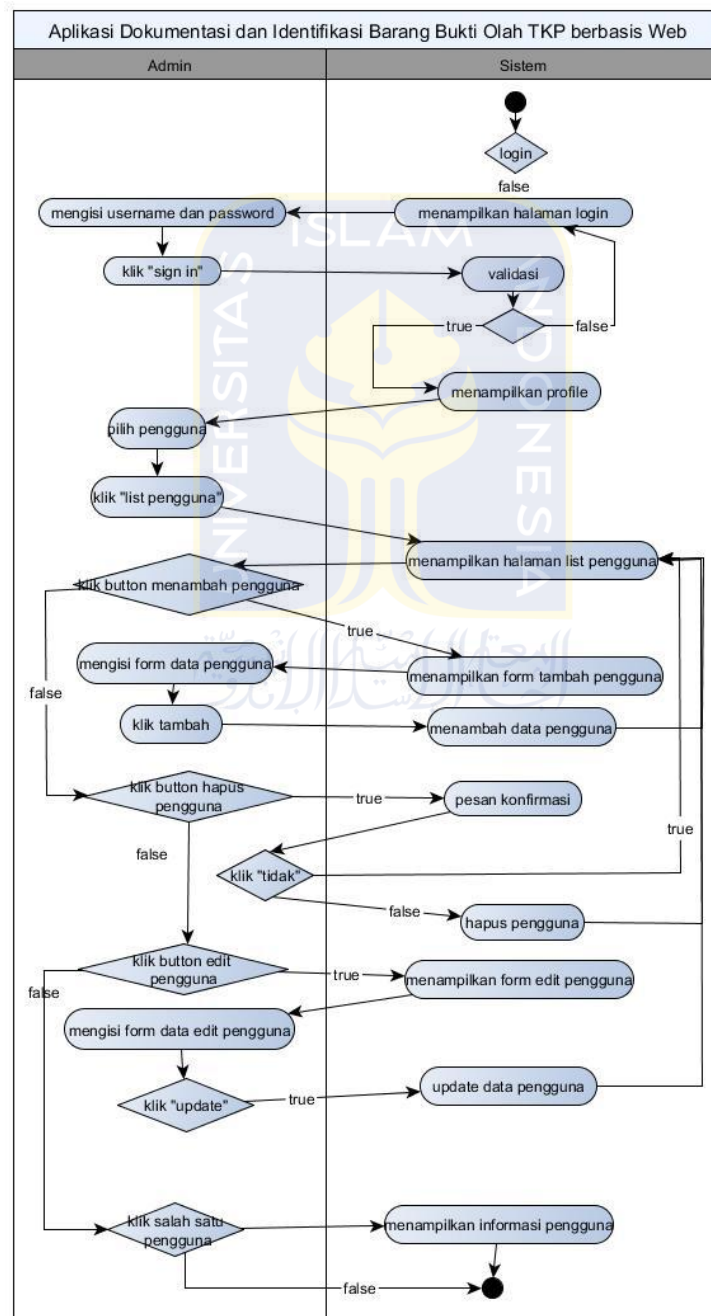 Aplikasi Dokumentasi dan Identifikasi Barang Bukti Olah TKP berbasis Web
Admin
Sistem
login
false
mengisi username dan password
menampilkan halaman login
ISLAM
klik "sign in"
validasi
UNIVERSITAS
INDONESIA
true
false
menampilkan profile
pilih pengguna
klik "list pengguna"
menampilkan halaman list pengguna
klik button menambah pengguna
true
mengisi form data pengguna
menampilkan form tambah pengguna
false
klik tambah
menambah data pengguna
klik button hapus
pengguna
true
pesan konfirmasi
true
false
klik "tidak"
false
hapus pengguna
klik button edit
pengguna
true
menampilkan form edit pengguna
false
mengisi form data edit pengguna
klik "update"
true
update data pengguna
klik salah satu
pengguna
menampilkan informasi pengguna
false